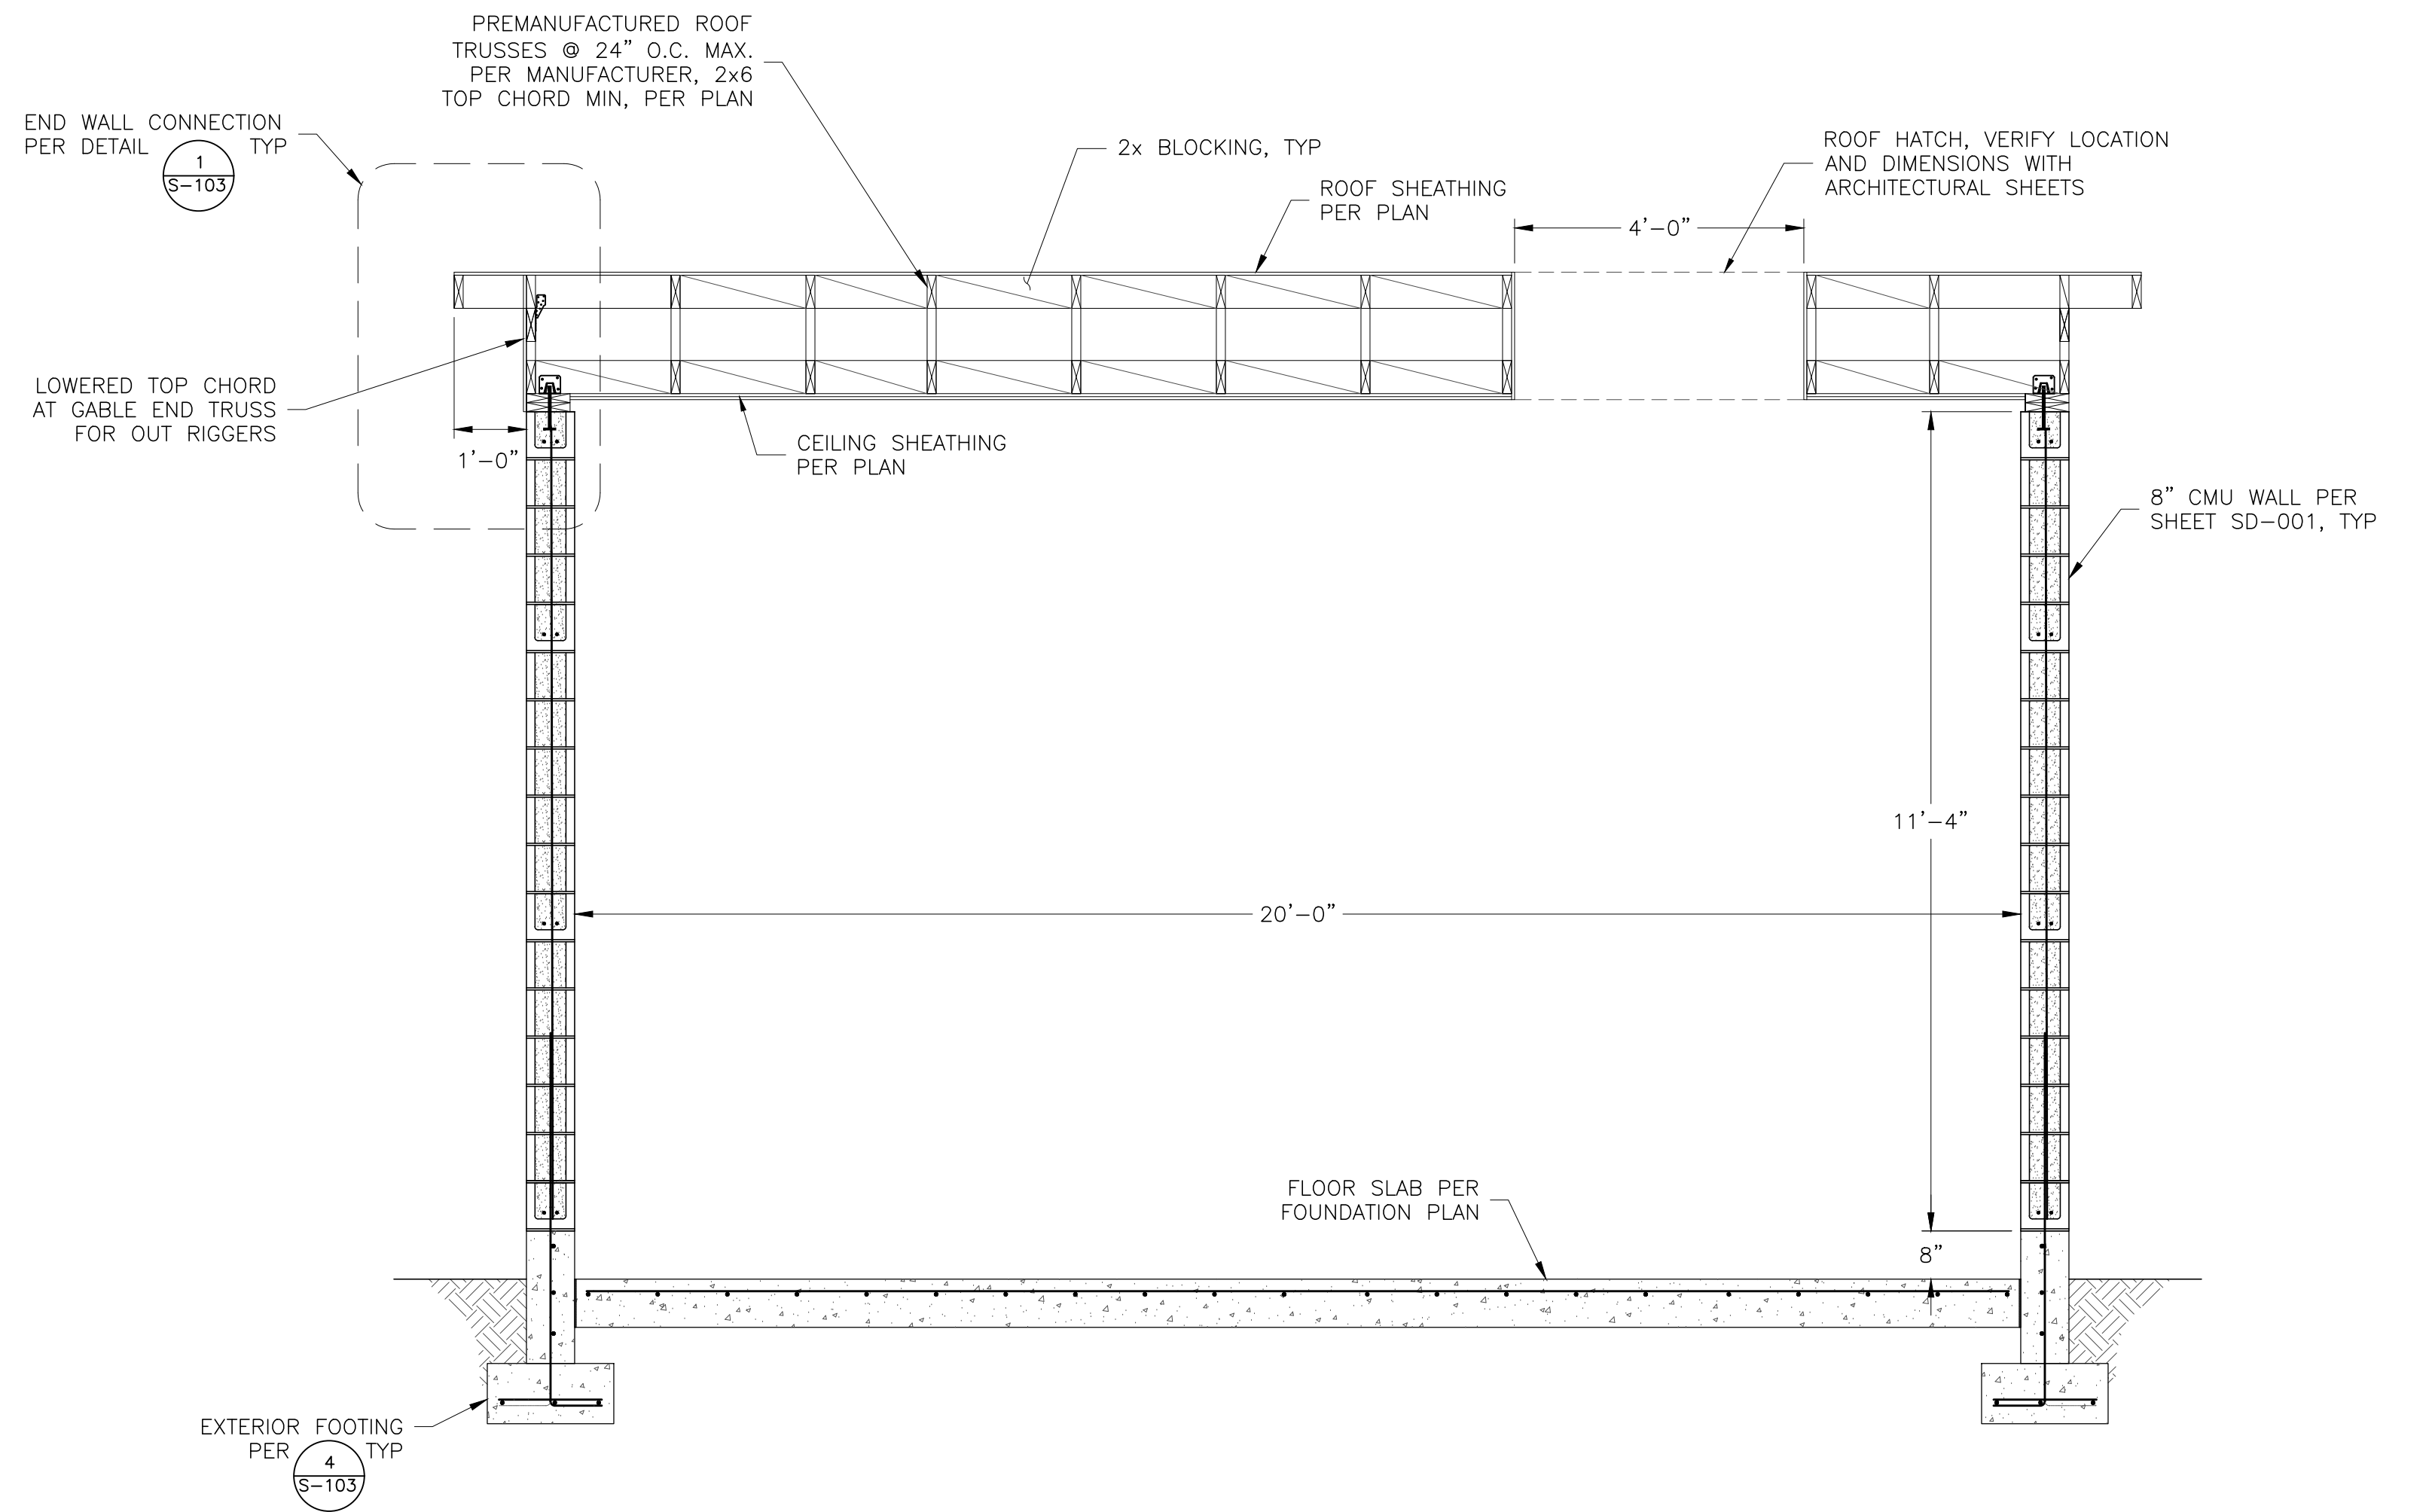 PREMANUFACTURED ROOF
TRUSSES @ 24” O.C. MAX.
PER MANUFACTURER, 2x6
TOP CHORD MIN, PER PLAN
END WALL CONNECTION
PER DETAIL TYP
1
S-103
2x BLOCKING, TYP
ROOF SHEATHING
PER PLAN
ROOF HATCH, VERIFY LOCATION
AND DIMENSIONS WITH
ARCHITECTURAL SHEETS
4’-0”
LOWERED TOP CHORD
AT GABLE END TRUSS
FOR OUT RIGGERS
1’-0”
CEILING SHEATHING
PER PLAN
8” CMU WALL PER
SHEET SD-001, TYP
11’-4”
20’-0”
FLOOR SLAB PER
FOUNDATION PLAN
8”
EXTERIOR FOOTING
PER TYP
4
S-103